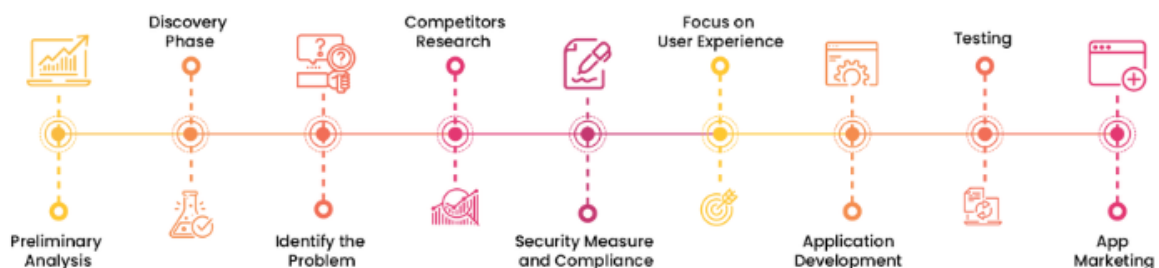 Preliminary
Analysis
Discovery
Phase
Identify the
Problem
Competitors
Research
Security Measure
and Compliance
Focus on
User Experience
Application
Development
Testing
App
Marketing